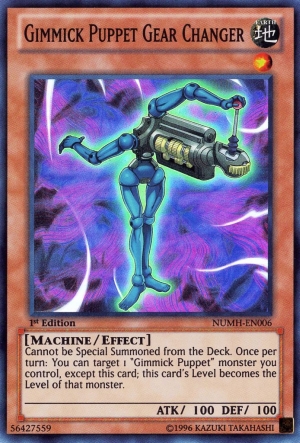 GIMMICK PUPPET GEAR CHANGER
EARTH
地
1st Edition
NUMH-EN006
[MACHINE / EFFECT]
Cannot be Special Summoned from the Deck. Once per
turn: You can target 1 "Gimmick Puppet" monster you
control, except this card; this card's Level becomes the
Level of that monster.
ATK/ 100 DEF/ 100
56427559
©1996 KAZUKI TAKAHASHI